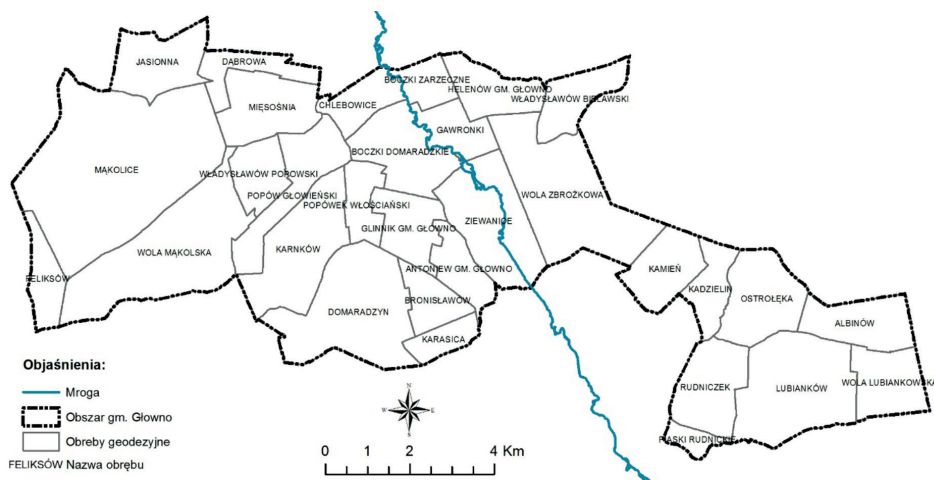 JASIONNA
DĄBROWA
BOCZKI ZARZECZNE
HELENÓW GM. GŁOWNO
WŁADYSŁAWÓW BIELAWSKI
MIĘSOŚNIA
CHLEBOWICE
GAWRONKI
BOCZKI DOMARADZKIE
MĄKOLICE
WŁADYSŁAWÓW POROWSKI
POPÓW GŁOWIEŃSKI
WOLA ZBROŻKOWA
POPÓWEK WŁOŚCIAŃSKI
ZIEWANICE
GLINNIK GM. GŁOWNO
WOLA MĄKOLSKA
KARNKÓW
FELIKSÓW
ANTONIEW GM. GŁOWNO
KAMIEŃ
KADZIELIN
OSTROŁĘKA
BRONISŁAWÓW
DOMARADZYN
ALBINÓW
KARASICA
RUDNICZEK
LUBIANKÓW
WOLA LUBIANKOWSKA
PIASKI RUDNICKIE
Objaśnienia:
Mroga
Obszar gm. Głowno
Obreby geodezyjne
FELIKSÓW Nazwa obrębu
N
W E
S
0 1 2 4 Km